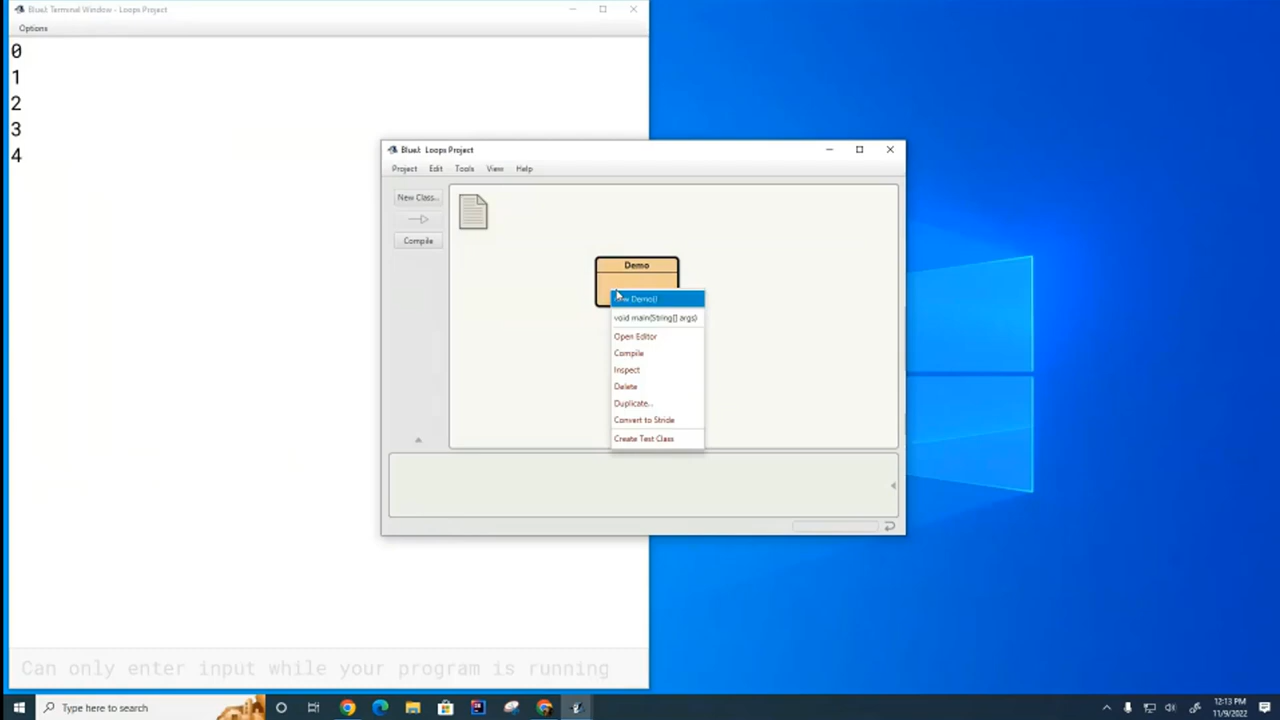 BlueJ: Terminal Window - Loops Project
Options
0
1
2
3
4
Can only enter input while your program is running
BlueJ: Loops Project
Project Edit Tools View Help
New Class...
Compile
Demo
Demo()
void main(String[] args)
Open Editor
Compile
Inspect
Delete
Duplicate...
Convert to Stride
Create Test Class
Type here to search
12:13 PM
11/9/2022